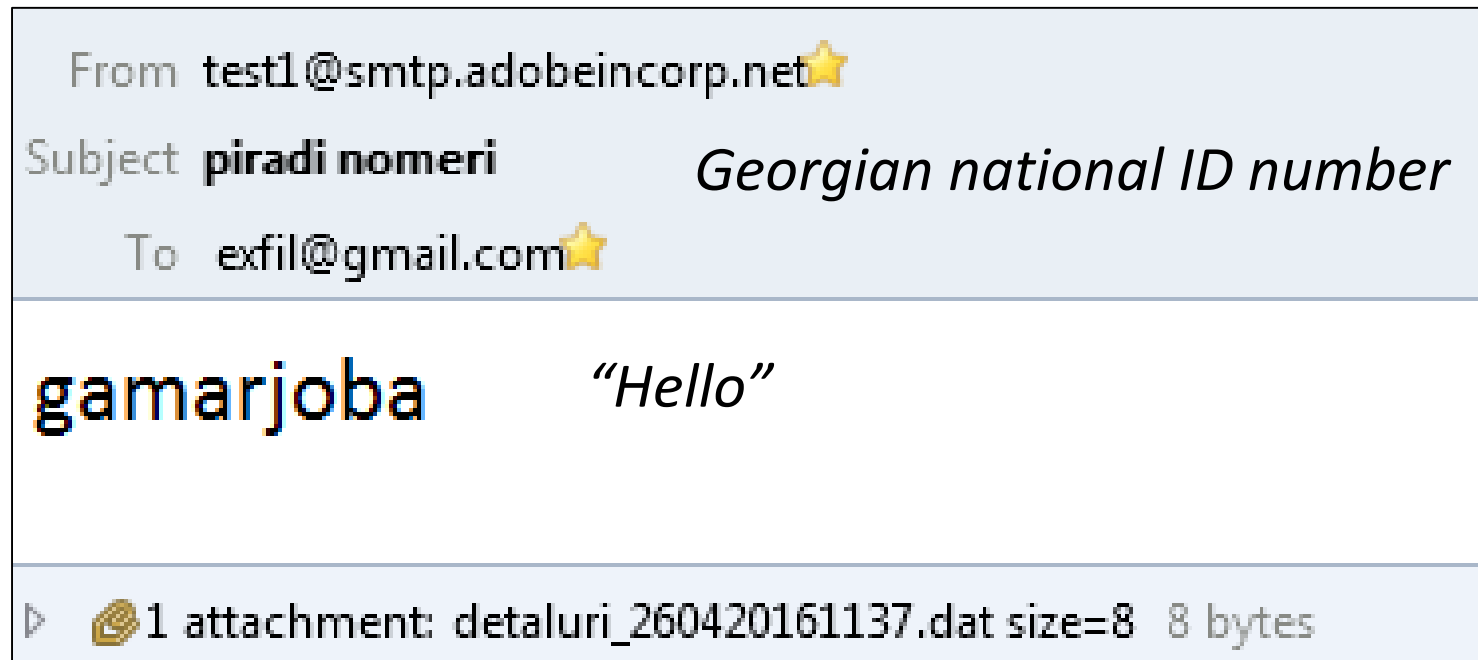 From test1@smtp.adobeincorp.net
Subject piradi nomeri Georgian national ID number
To exfil@gmail.com
gamarjoba “Hello”
1 attachment: detaluri_260420161137.dat size=8 8 bytes